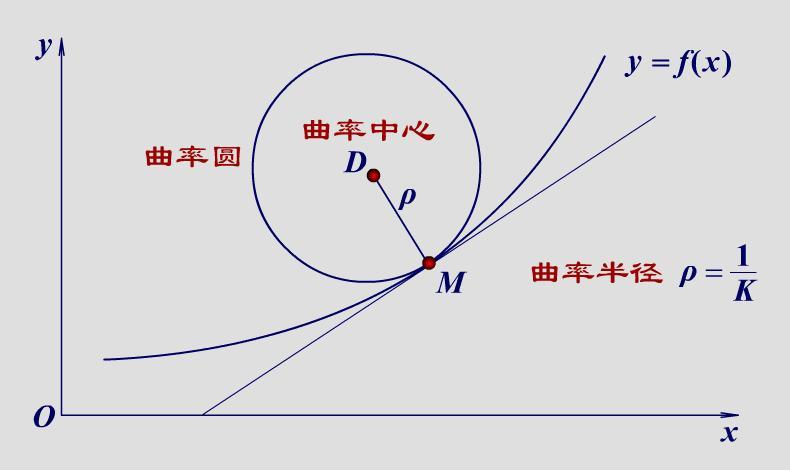 y
y = f(x)
曲率中心
曲率圆
D
ρ
M
曲率半径 ρ = 1/K
O
x